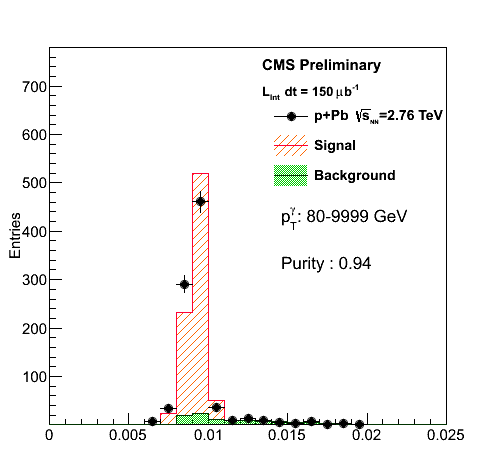 CMS Preliminary
L_Int dt = 150 μb⁻¹
p+Pb √s_NN=2.76 TeV
Signal
Background
p_T^γ: 80-9999 GeV
Purity : 0.94
Entries
700
600
500
400
300
200
100
0 0.005 0.01 0.015 0.02 0.025